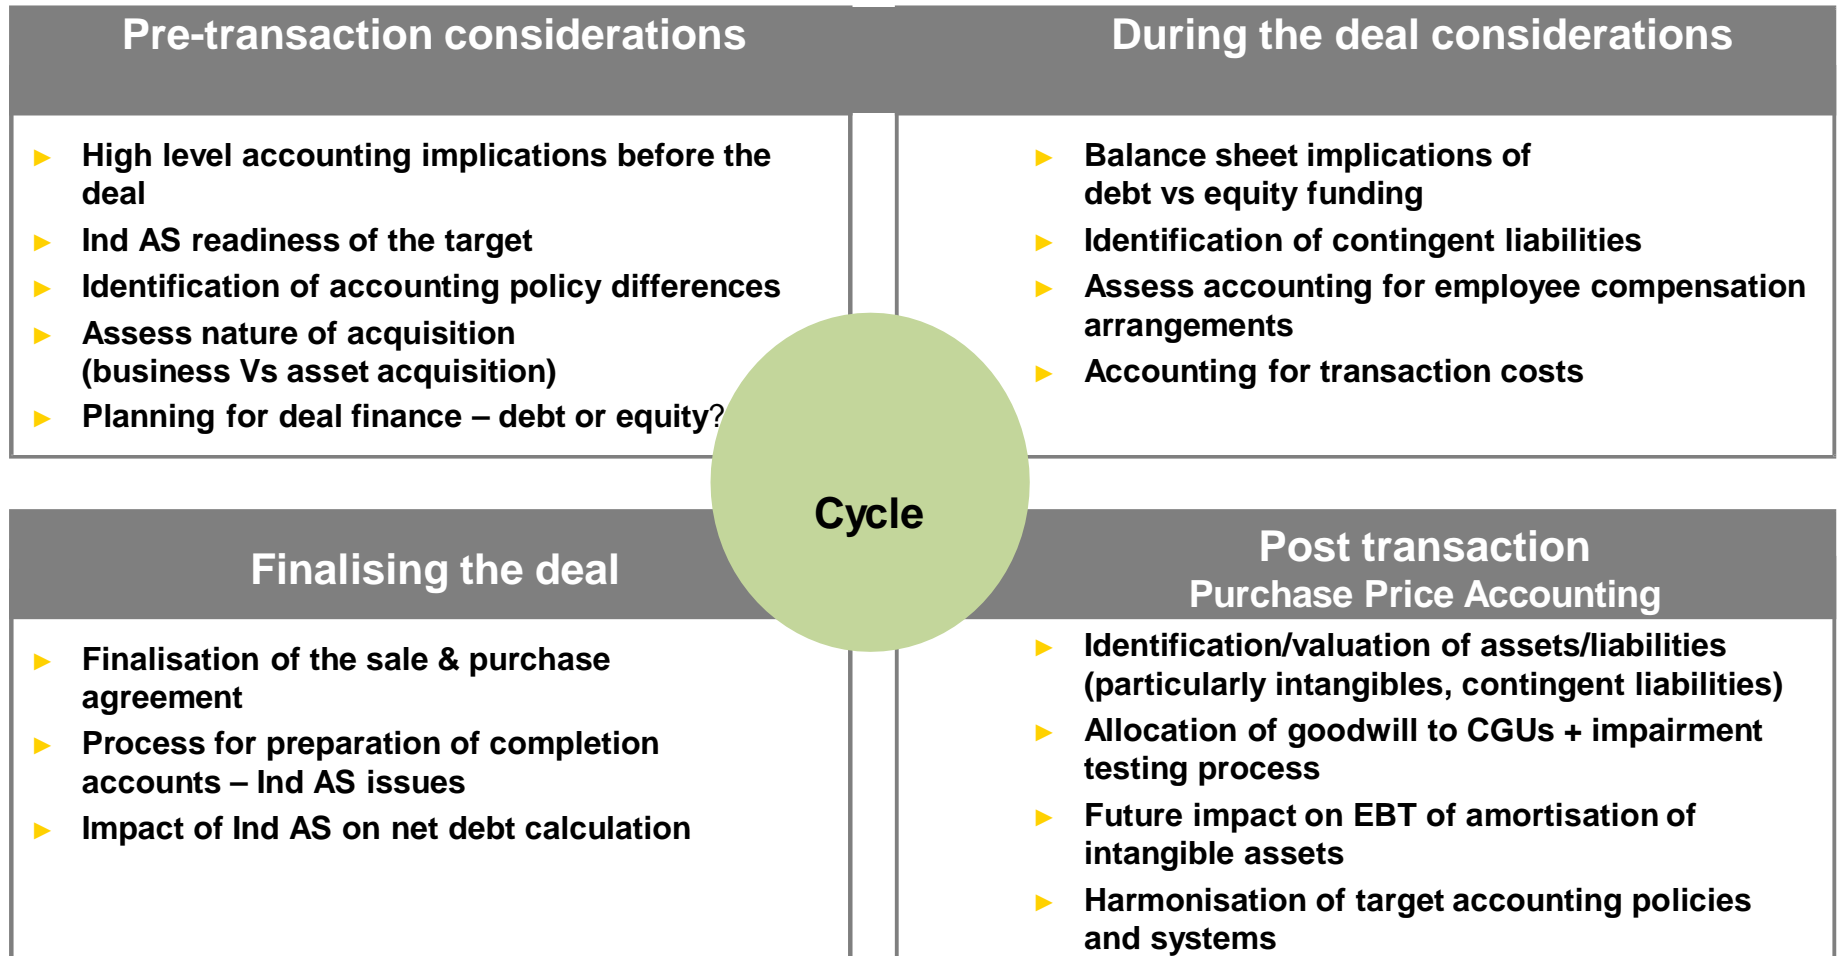 Pre-transaction considerations
► High level accounting implications before the
deal
► Ind AS readiness of the target
► Identification of accounting policy differences
► Assess nature of acquisition
(business Vs asset acquisition)
► Planning for deal finance – debt or equity?
During the deal considerations
► Balance sheet implications of
debt vs equity funding
► Identification of contingent liabilities
► Assess accounting for employee compensation
arrangements
► Accounting for transaction costs
Cycle
Finalising the deal
► Finalisation of the sale & purchase
agreement
► Process for preparation of completion
accounts – Ind AS issues
► Impact of Ind AS on net debt calculation
Post transaction
Purchase Price Accounting
► Identification/valuation of assets/liabilities
(particularly intangibles, contingent liabilities)
► Allocation of goodwill to CGUs + impairment
testing process
► Future impact on EBT of amortisation of
intangible assets
► Harmonisation of target accounting policies
and systems